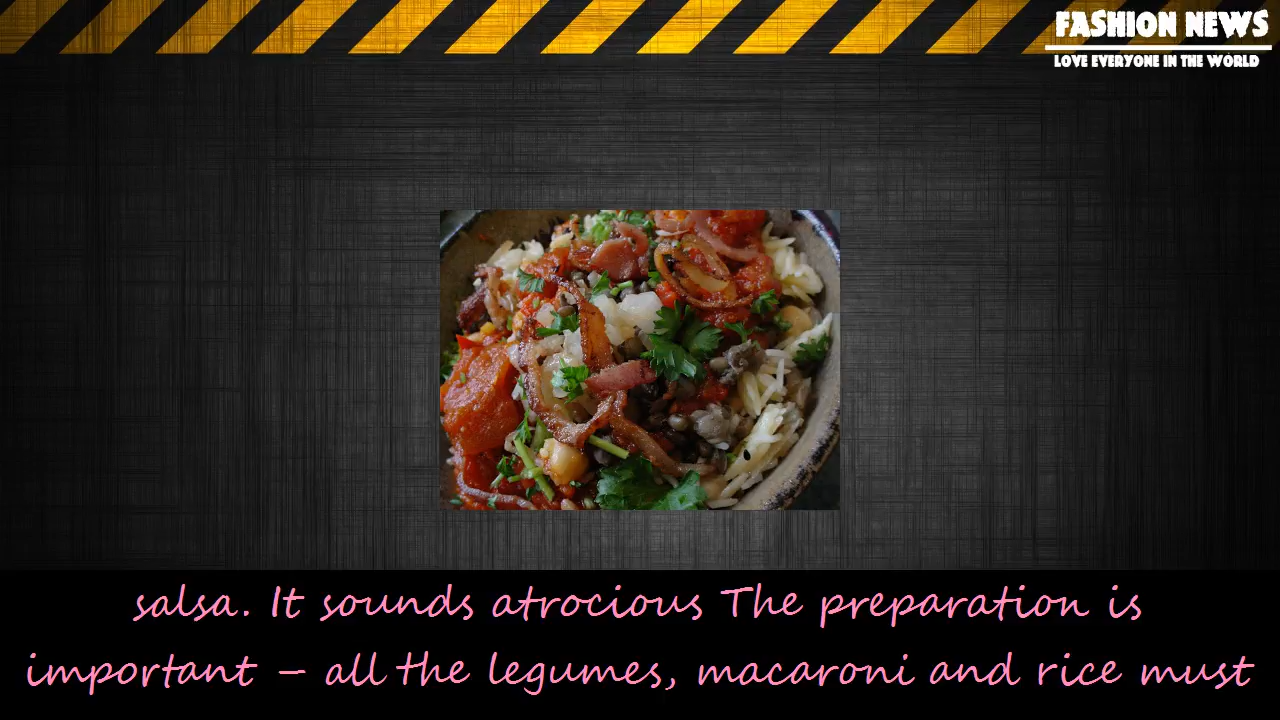 FASHION NEWS
LOVE EVERYONE IN THE WORLD
salsa. It sounds atrocious The preparation is
important – all the legumes, macaroni and rice must